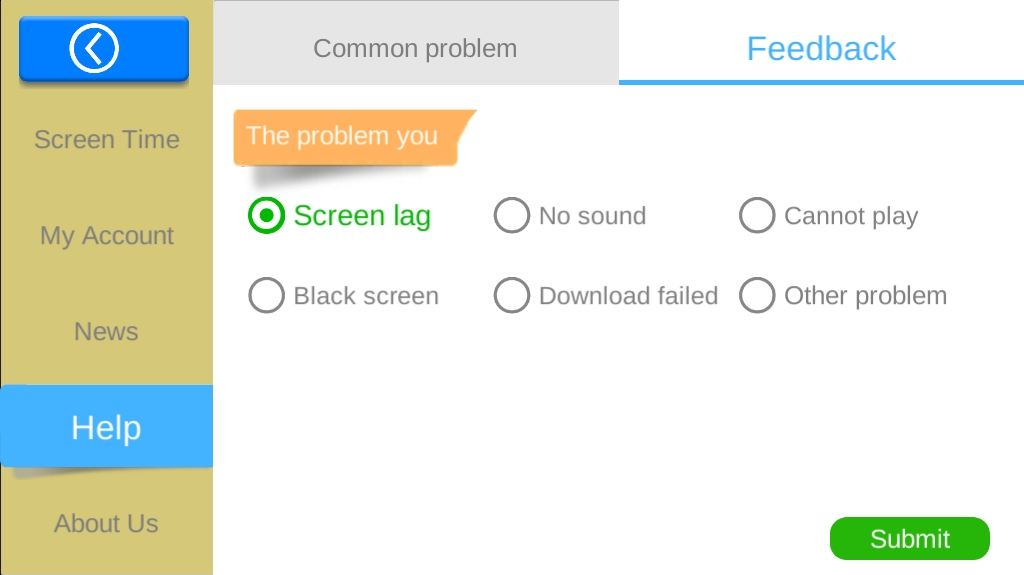 Common problem
Feedback
Screen Time
My Account
News
Help
About Us
The problem you
Screen lag
No sound
Cannot play
Black screen
Download failed
Other problem
Submit